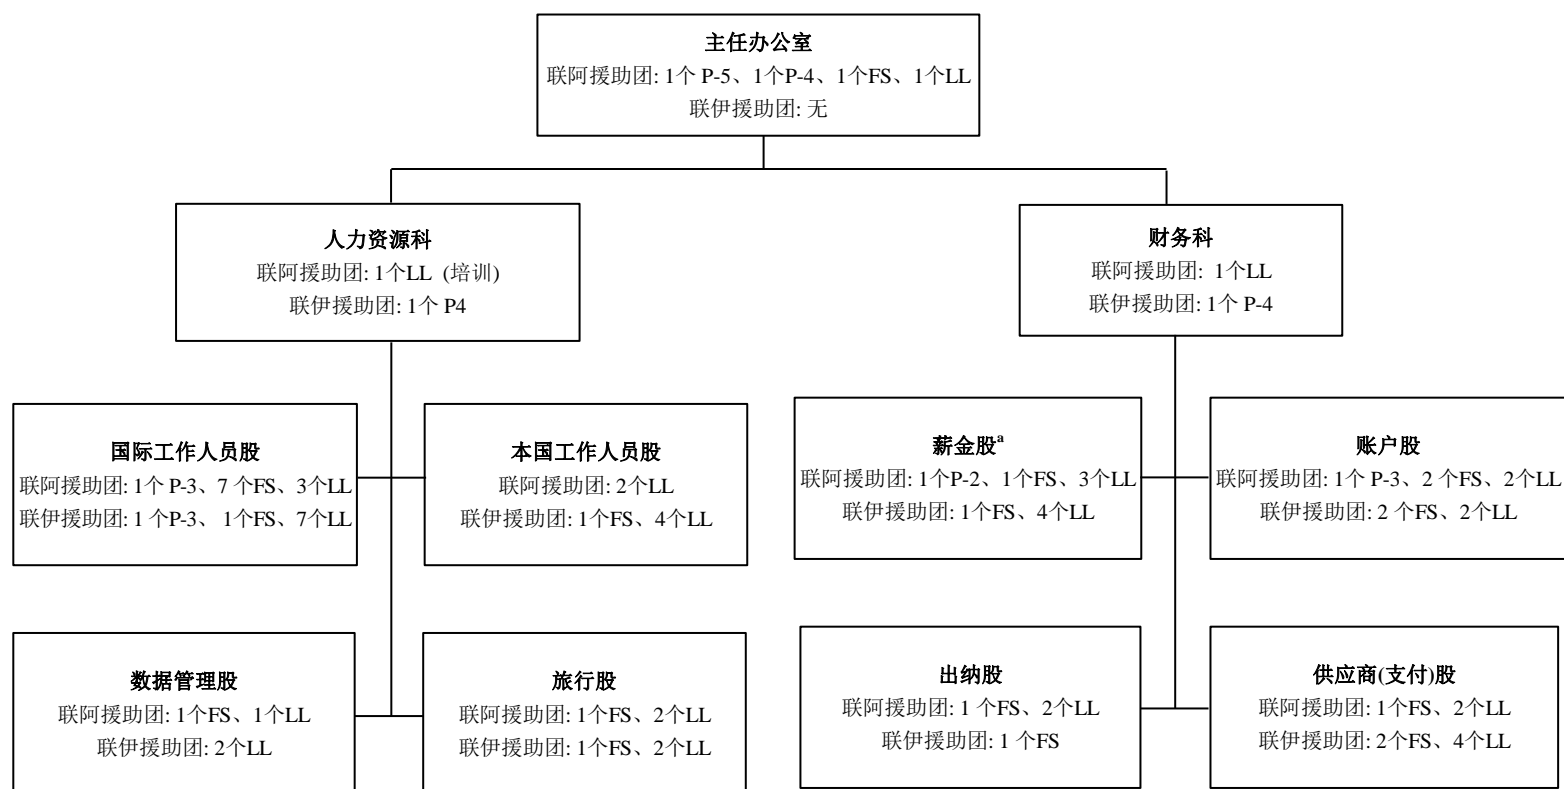 主任办公室
联阿援助团: 1个 P-5、1个P-4、1个FS、1个LL
联伊援助团: 无
人力资源科
联阿援助团: 1个LL (培训)
联伊援助团: 1个 P4
财务科
联阿援助团: 1个LL
联伊援助团: 1个 P-4
国际工作人员股
联阿援助团: 1个 P-3、7 个FS、3个LL
联伊援助团: 1 个P-3、 1个FS、7个LL
本国工作人员股
联阿援助团: 2个LL
联伊援助团: 1个FS、4个LL
薪金股a
联阿援助团: 1个P-2、1个FS、3个LL
联伊援助团: 1个FS、4个LL
账户股
联阿援助团: 1个 P-3、2 个FS、2个LL
联伊援助团: 2 个FS、2个LL
数据管理股
联阿援助团: 1个FS、1个LL
联伊援助团: 2个LL
旅行股
联阿援助团: 1个FS、2个LL
联伊援助团: 1个FS、2个LL
出纳股
联阿援助团: 1 个FS、2个LL
联伊援助团: 1 个FS
供应商(支付)股
联阿援助团: 1个FS、2个LL
联伊援助团: 2个FS、4个LL